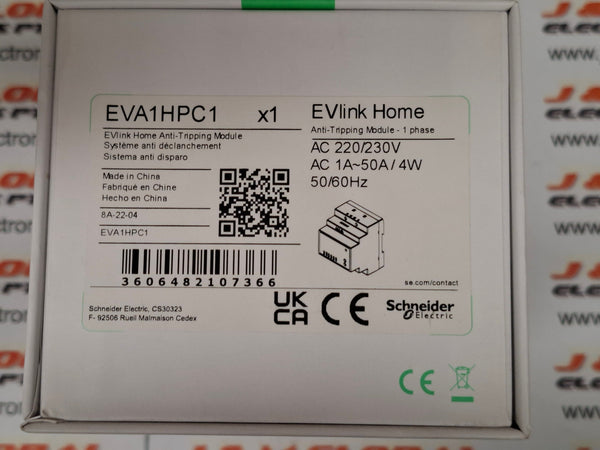 EVA1HPC1 x1
EVlink Home Anti-Tripping Module
Système anti déclanchement
Sistema anti disparo
Made in China
Fabriqué en Chine
Hecho en China
8A-22-04
EVA1HPC1
3606482107366
Schneider Electric, CS30323
F- 92506 Rueil Malmaison Cedex
EVlink Home
Anti-Tripping Module - 1 phase
AC 220/230V
AC 1A~50A / 4W
50/60Hz
se.com/contact
UK
CA
CE
Schneider
Electric
CE